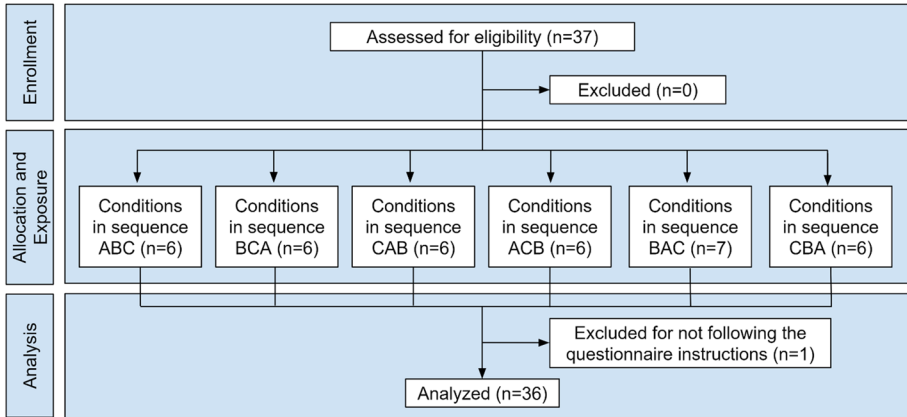 Enrollment
Assessed for eligibility (n=37)
Excluded (n=0)
Allocation and
Exposure
Conditions
in sequence
ABC (n=6)
Conditions
in sequence
BCA (n=6)
Conditions
in sequence
CAB (n=6)
Conditions
in sequence
ACB (n=6)
Conditions
in sequence
BAC (n=7)
Conditions
in sequence
CBA (n=6)
Analysis
Excluded for not following the
questionnaire instructions (n=1)
Analyzed (n=36)